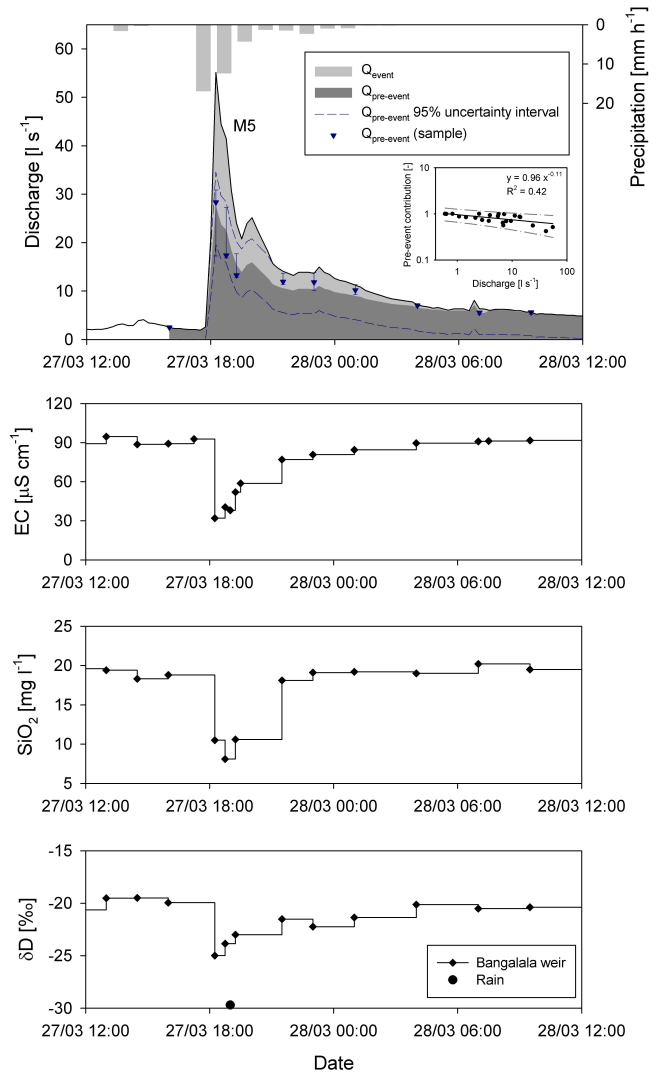 60
50
40
30
20
10
0
Discharge [l s-1]
0
10
20
Precipitation [mm h-1]
M5
Qevent
Qpre-event
Qpre-event 95% uncertainty interval
Qpre-event (sample)
10
1
0.1
Pre-event contribution [-]
y = 0.96 x-0.11
R2 = 0.42
1 10 100
Discharge [l s-1]
27/03 12:00 27/03 18:00 28/03 00:00 28/03 06:00 28/03 12:00
120
90
60
30
0
EC [μS cm-1]
27/03 12:00 27/03 18:00 28/03 00:00 28/03 06:00 28/03 12:00
25
20
15
10
5
SiO2 [mg l-1]
27/03 12:00 27/03 18:00 28/03 00:00 28/03 06:00 28/03 12:00
-15
-20
-25
-30
δD [‰]
Bangalala weir
Rain
27/03 12:00 27/03 18:00 28/03 00:00 28/03 06:00 28/03 12:00
Date